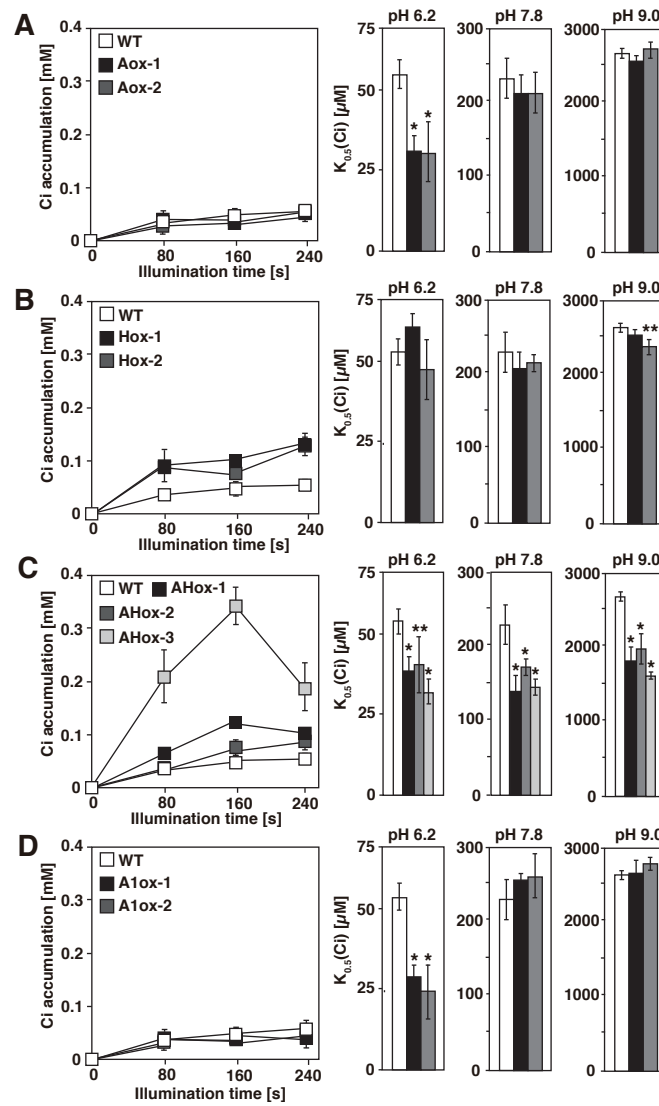 A
Ci accumulation [mM]
0.4
0.3
0.2
0.1
0
WT
Aox-1
Aox-2
0 80 160 240
Illumination time [s]
K0.5(Ci) [µM]
pH 6.2
75
50
25
0
pH 7.8
300
200
100
0
pH 9.0
3000
2000
1000
0
* *
B
Ci accumulation [mM]
0.4
0.3
0.2
0.1
0
WT
Hox-1
Hox-2
0 80 160 240
Illumination time [s]
K0.5(Ci) [µM]
pH 6.2
75
50
25
0
pH 7.8
300
200
100
0
pH 9.0
3000
2000
1000
0
**
C
Ci accumulation [mM]
0.4
0.3
0.2
0.1
0
WT AHox-1
AHox-2
AHox-3
0 80 160 240
Illumination time [s]
K0.5(Ci) [µM]
pH 6.2
75
50
25
0
* ** *
pH 7.8
300
200
100
0
* * *
pH 9.0
3000
2000
1000
0
* * *
D
Ci accumulation [mM]
0.4
0.3
0.2
0.1
0
WT
A1ox-1
A1ox-2
0 80 160 240
Illumination time [s]
K0.5(Ci) [µM]
pH 6.2
75
50
25
0
* *
pH 7.8
300
200
100
0
pH 9.0
3000
2000
1000
0